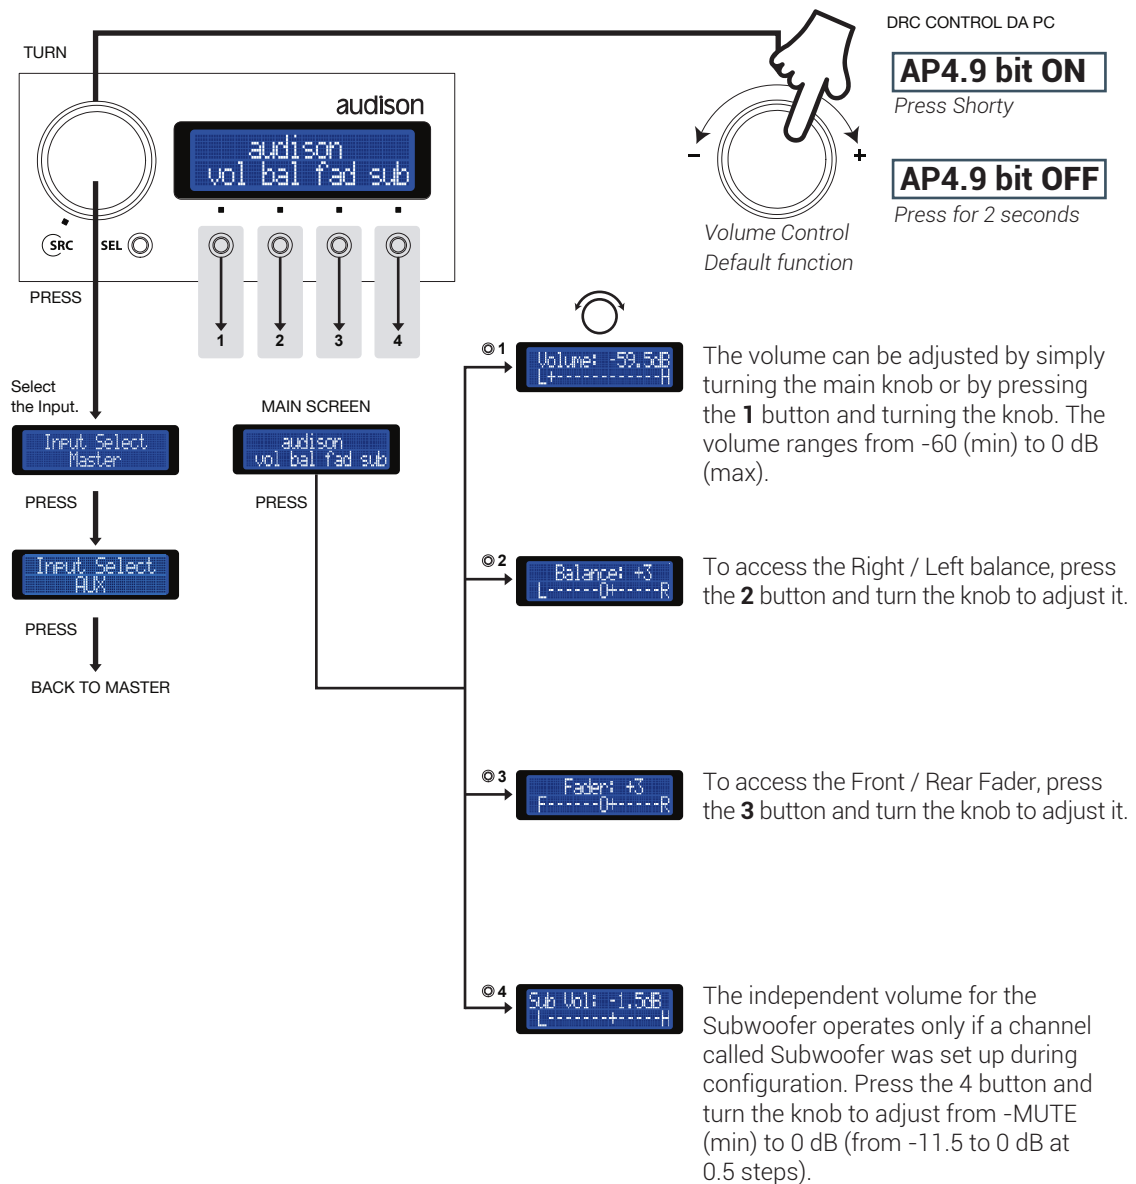 TURN
DRC CONTROL DA PC
AP4.9 bit ON
Press Shorty
AP4.9 bit OFF
Press for 2 seconds
audison
audison
vol bal fad sub
SRC
SEL
- +
Volume Control
Default function
PRESS
1 2 3 4
Select
the Input.
Input Select
Master
PRESS
Input Select
AUX
PRESS
BACK TO MASTER
MAIN SCREEN
audison
vol bal fad sub
PRESS
1
Volume: -59.5dB
L+------------H
The volume can be adjusted by simply
turning the main knob or by pressing
the 1 button and turning the knob. The
volume ranges from -60 (min) to 0 dB
(max).
2
Balance: +3
L------0+-----R
To access the Right / Left balance, press
the 2 button and turn the knob to adjust it.
3
Fader: +3
F------0+-----R
To access the Front / Rear Fader, press
the 3 button and turn the knob to adjust it.
4
Sub Vol: -1.5dB
L-------+-----H
The independent volume for the
Subwoofer operates only if a channel
called Subwoofer was set up during
configuration. Press the 4 button and
turn the knob to adjust from -MUTE
(min) to 0 dB (from -11.5 to 0 dB at
0.5 steps).